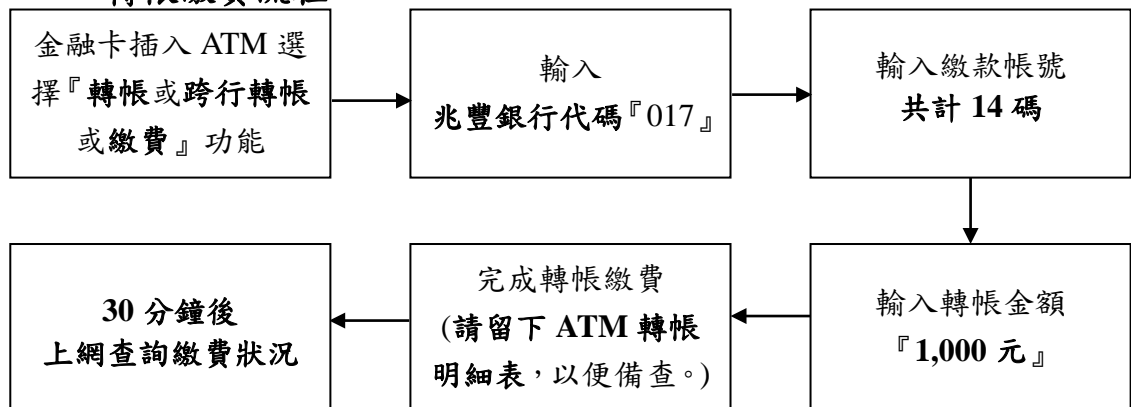 金融卡插入 ATM 選
擇『轉帳或跨行轉帳
或繳費』功能
輸入
兆豐銀行代碼『017』
輸入繳款帳號
共計 14 碼
輸入轉帳金額
『1,000 元』
完成轉帳繳費
(請留下 ATM 轉帳
明細表，以便備查。)
30 分鐘後
上網查詢繳費狀況